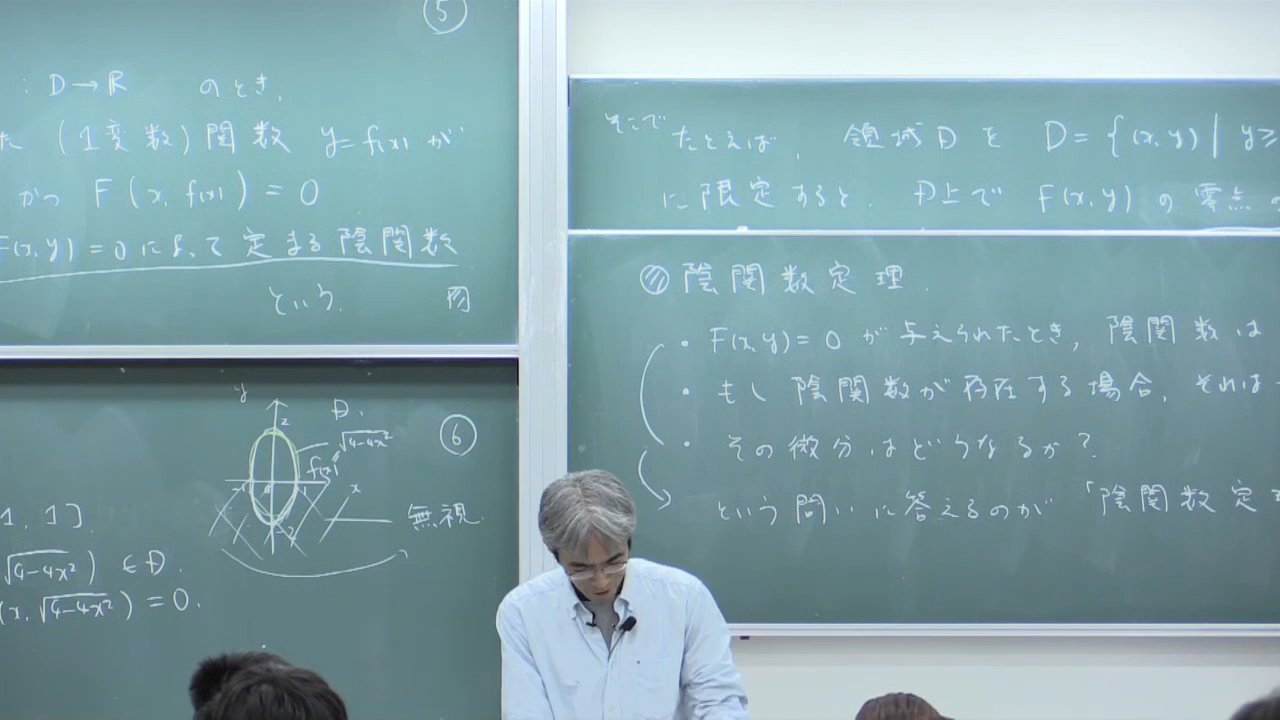 ⑤
: D→R のとき,
た (1変数) 関数 y=f(x) が
かつ F(x, f(x)) = 0
F(x,y)=0によって定まる陰関数
という.
y
D,
2
√4-4x²
f(x)
x
-2
無視.
⑥
1, 1].
√4-4x²) ∈ D.
(x, √4-4x²) = 0.
そこで たとえば, 領域 D を D = {(x,y) | y≥
に限定すると, D上で F(x,y) の 零点の
陰関数定理.
・F(x,y)=0 が与えられたとき, 陰関数は
・もし 陰関数が存在する場合, それは
・その微分はどうなるか?
という問いに答えるのが 「陰関数定理